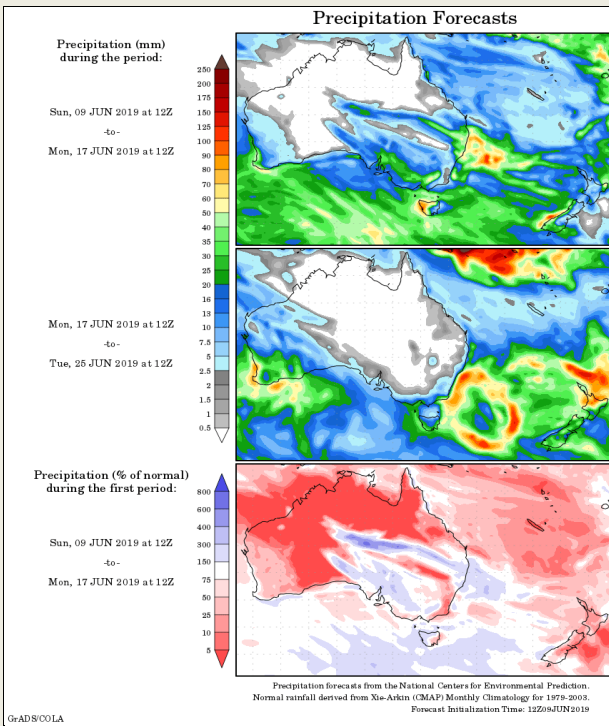 Precipitation Forecasts
Precipitation (mm)
during the period:
Sun, 09 JUN 2019 at 12Z
-to-
Mon, 17 JUN 2019 at 12Z
250
200
175
150
125
100
90
80
70
60
50
40
35
30
25
20
16
13
10
7.5
5
2.5
2
1.5
1
0.5
Mon, 17 JUN 2019 at 12Z
-to-
Tue, 25 JUN 2019 at 12Z
Precipitation (% of normal)
during the first period:
Sun, 09 JUN 2019 at 12Z
-to-
Mon, 17 JUN 2019 at 12Z
800
600
400
300
150
75
50
25
10
5
Precipitation forecasts from the National Centers for Environmental Prediction.
Normal rainfall derived from Xie-Arkin (CMAP) Monthly Climatology for 1979-2003.
Forecast Initialization Time: 12Z09JUN2019
GrADS/COLA